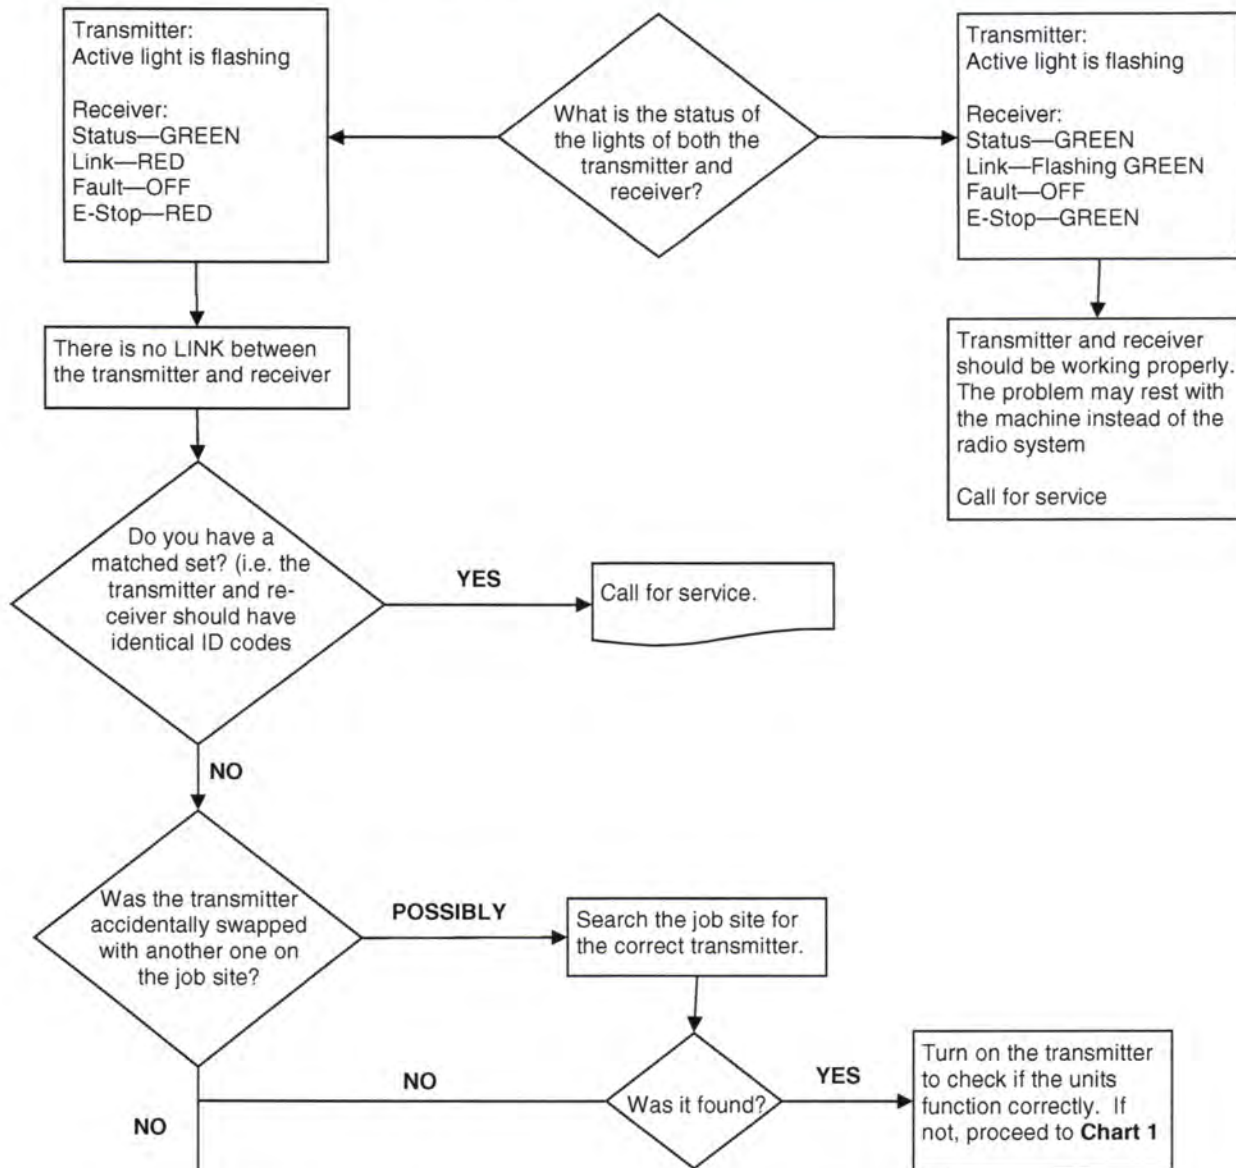 Transmitter:
Active light is flashing
Receiver:
Status—GREEN
Link—RED
Fault—OFF
E-Stop—RED
What is the status of
the lights of both the
transmitter and
receiver?
Transmitter:
Active light is flashing
Receiver:
Status—GREEN
Link—Flashing GREEN
Fault—OFF
E-Stop—GREEN
There is no LINK between
the transmitter and receiver
Transmitter and receiver
should be working properly.
The problem may rest with
the machine instead of the
radio system
Call for service
Do you have a
matched set? (i.e. the
transmitter and re-
ceiver should have
identical ID codes
YES
Call for service.
NO
Was the transmitter
accidentally swapped
with another one on
the job site?
POSSIBLY
Search the job site for
the correct transmitter.
NO
Was it found?
YES
Turn on the transmitter
to check if the units
function correctly. If
not, proceed to Chart 1
NO